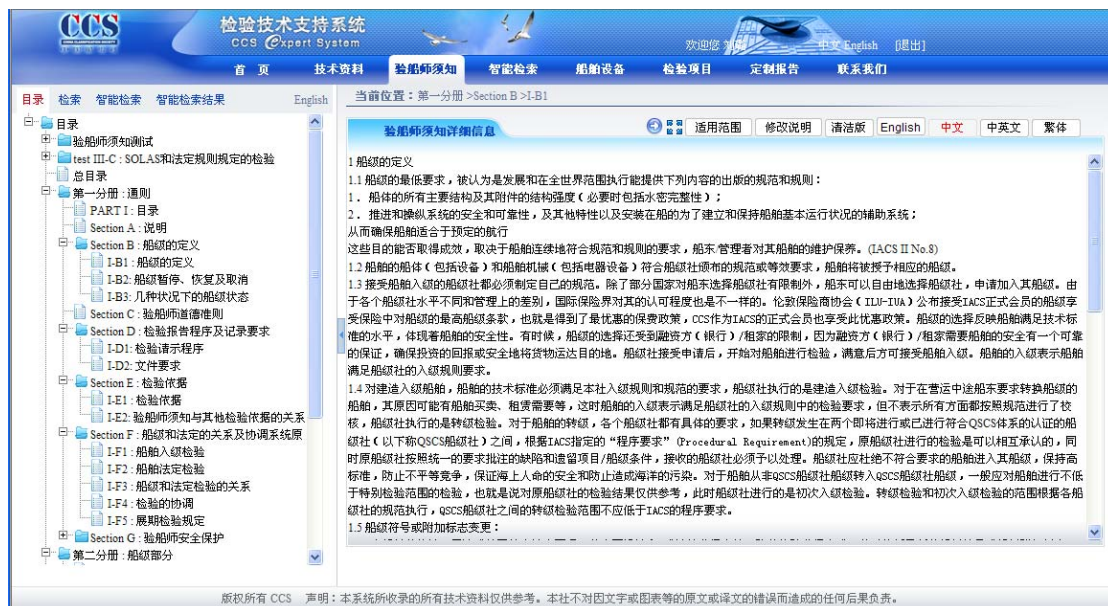 CCS
CHINA CLASSIFICATION SOCIETY
检验技术支持系统
CCS @xpert System
欢迎您
中文 English [退出]
首 页 技术资料 验船师须知 智能检索 船舶设备 检验项目 定制报告 联系我们
目录 检索 智能检索 智能检索结果 English
当前位置：第一分册 >Section B >I-B1
验船师须知详细信息
适用范围 修改说明 清洁版 English 中文 中英文 繁体
目录
验船师须知测试
test III-C : SOLAS和法定规则规定的检验
总目录
第一分册 : 通则
PART I : 目录
Section A : 说明
Section B : 船级的定义
I-B1 : 船级的定义
I-B2: 船级暂停、恢复及取消
I-B3: 几种状况下的船级状态
Section C : 验船师道德准则
Section D : 检验报告程序及记录要求
I-D1: 检验请示程序
I-D2: 文件要求
Section E : 检验依据
I-E1 : 检验依据
I-E2: 验船师须知与其他检验依据的关系
Section F : 船级和法定的关系及协调系统原
I-F1 : 船舶入级检验
I-F2 : 船舶法定检验
I-F3 : 船级和法定检验的关系
I-F4 : 检验的协调
I-F5 : 展期检验规定
Section G : 验船师安全保护
第二分册 : 船级部分
1 船级的定义
1.1 船级的最低要求，被认为是发展和在全世界范围执行能提供下列内容的出版的规范和规则：
1. 船体的所有主要结构及其附件的结构强度（必要时包括水密完整性）；
2. 推进和操纵系统的安全和可靠性，及其他特性以及安装在船的为了建立和保持船舶基本运行状况的辅助系统；
从而确保船舶适合于预定的航行
这些目的能否取得成效，取决于船舶连续地符合规范和规则的要求，船东/管理者对其船舶的维护保养。(IACS II No.8)
1.2 船舶的船体（包括设备）和船舶机械（包括电器设备）符合船级社颁布的规范或等效要求，船舶将被授予相应的船级。
1.3 接受船舶入级的船级社都必须制定自己的规范。除了部分国家对船东选择船级社有限制外，船东可以自由地选择船级社，申请加入其船级。由
于各个船级社水平不同和管理上的差别，国际保险界对其的认可程度也是不一样的。伦敦保险商协会（ILU-IUA）公布接受IACS正式会员的船级享
受保险中对船级的最高船级条款，也就是得到了最优惠的保费政策，CCS作为IACS的正式会员也享受此优惠政策。船级的选择反映船舶满足技术标
准的水平，体现着船舶的安全性。有时候，船级的选择还受到融资方（银行）/租家的限制，因为融资方（银行）/租家需要船舶的安全有一个可靠
的保证，确保投资的回报或安全地将货物运达目的地。船级社接受申请后，开始对船舶进行检验，满意后方可接受船舶入级。船舶的入级表示船舶
满足船级社的入级规则要求。
1.4 对建造入级船舶，船舶的技术标准必须满足本社入级规则和规范的要求，船级社执行的是建造入级检验。对于在营运中途船东要求转换船级的
船舶，其原因可能有船舶买卖、租赁需要等，这时船舶的入级表示满足船级社的入级规则中的检验要求，但不表示所有方面都按照规范进行了校
核，船级社执行的是转级检验。对于船舶的转级，各个船级社都有具体的要求，如果转级发生在两个即将进行或已进行符合QSCS体系的认证的船
级社（以下称QSCS船级社）之间，根据IACS指定的“程序要求”（Procedural Requirement)的规定，原船级社进行的检验是可以相互承认的，同
时原船级社按照统一的要求批注的缺陷和遗留项目/船级条件，接收的船级社必须予以处理。船级社应杜绝不符合要求的船舶进入其船级，保持高
标准，防止不平等竞争，保证海上人命的安全和防止造成海洋的污染。对于船舶从非QSCS船级社船级转入QSCS船级社船级，一般应对船舶进行不低
于特别检验范围的检验，也就是说对原船级社的检验结果仅供参考，此时船级社进行的是初次入级检验。转级检验和初次入级检验的范围根据各船
级社的规范执行，QSCS船级社之间的转级检验范围不应低于IACS的程序要求。
1.5 船级符号或附加标志变更：
版权所有 CCS 声明：本系统所收录的所有技术资料仅供参考。本社不对因文字或图表等的原文或译文的错误而造成的任何后果负责。